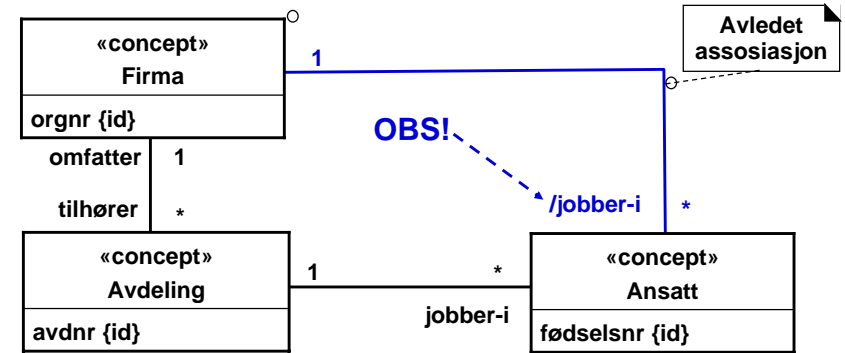 «concept»
Firma
orgnr {id}
1
Avledet
assosiasjon
OBS!
omfatter 1
tilhører *
/jobber-i *
«concept»
Avdeling
avdnr {id}
1 *
jobber-i
«concept»
Ansatt
fødselsnr {id}